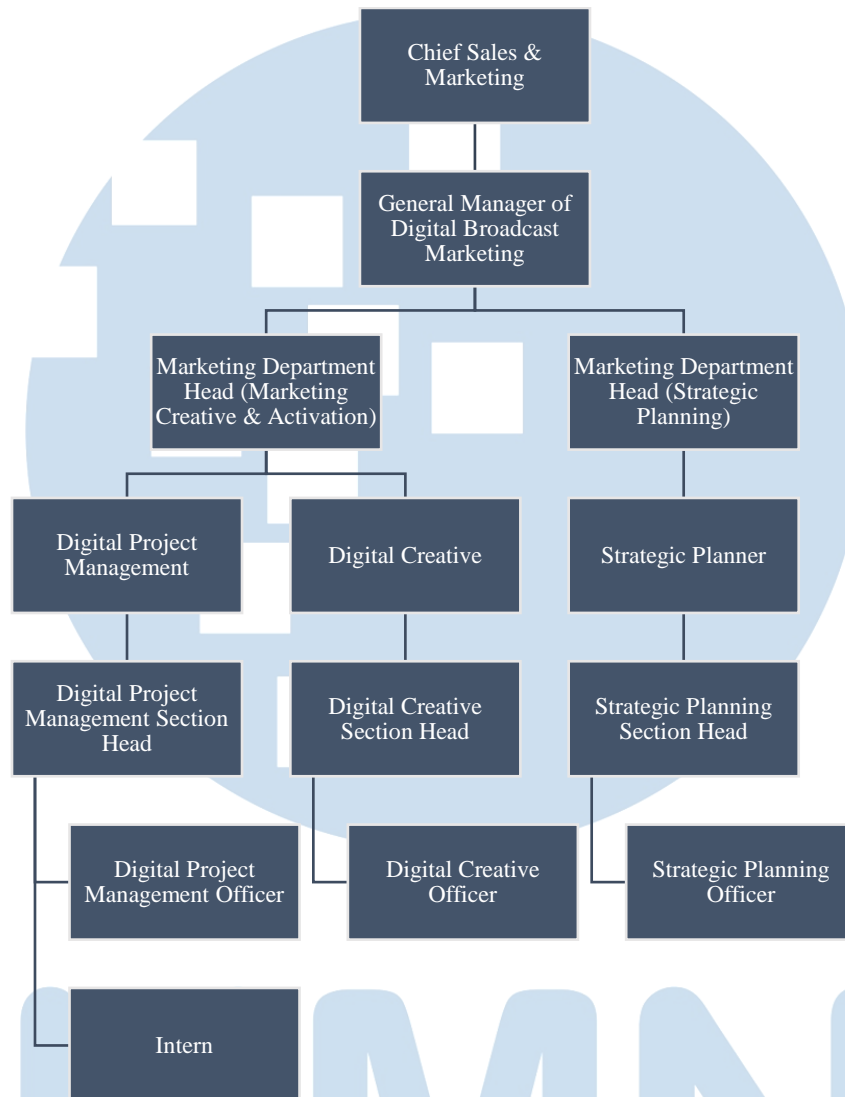 Chief Sales &
Marketing
General Manager of
Digital Broadcast
Marketing
Marketing Department
Head (Marketing
Creative & Activation)
Marketing Department
Head (Strategic
Planning)
Digital Project
Management
Digital Creative
Strategic Planner
Digital Project
Management Section
Head
Digital Creative
Section Head
Strategic Planning
Section Head
Digital Project
Management Officer
Digital Creative
Officer
Strategic Planning
Officer
Intern